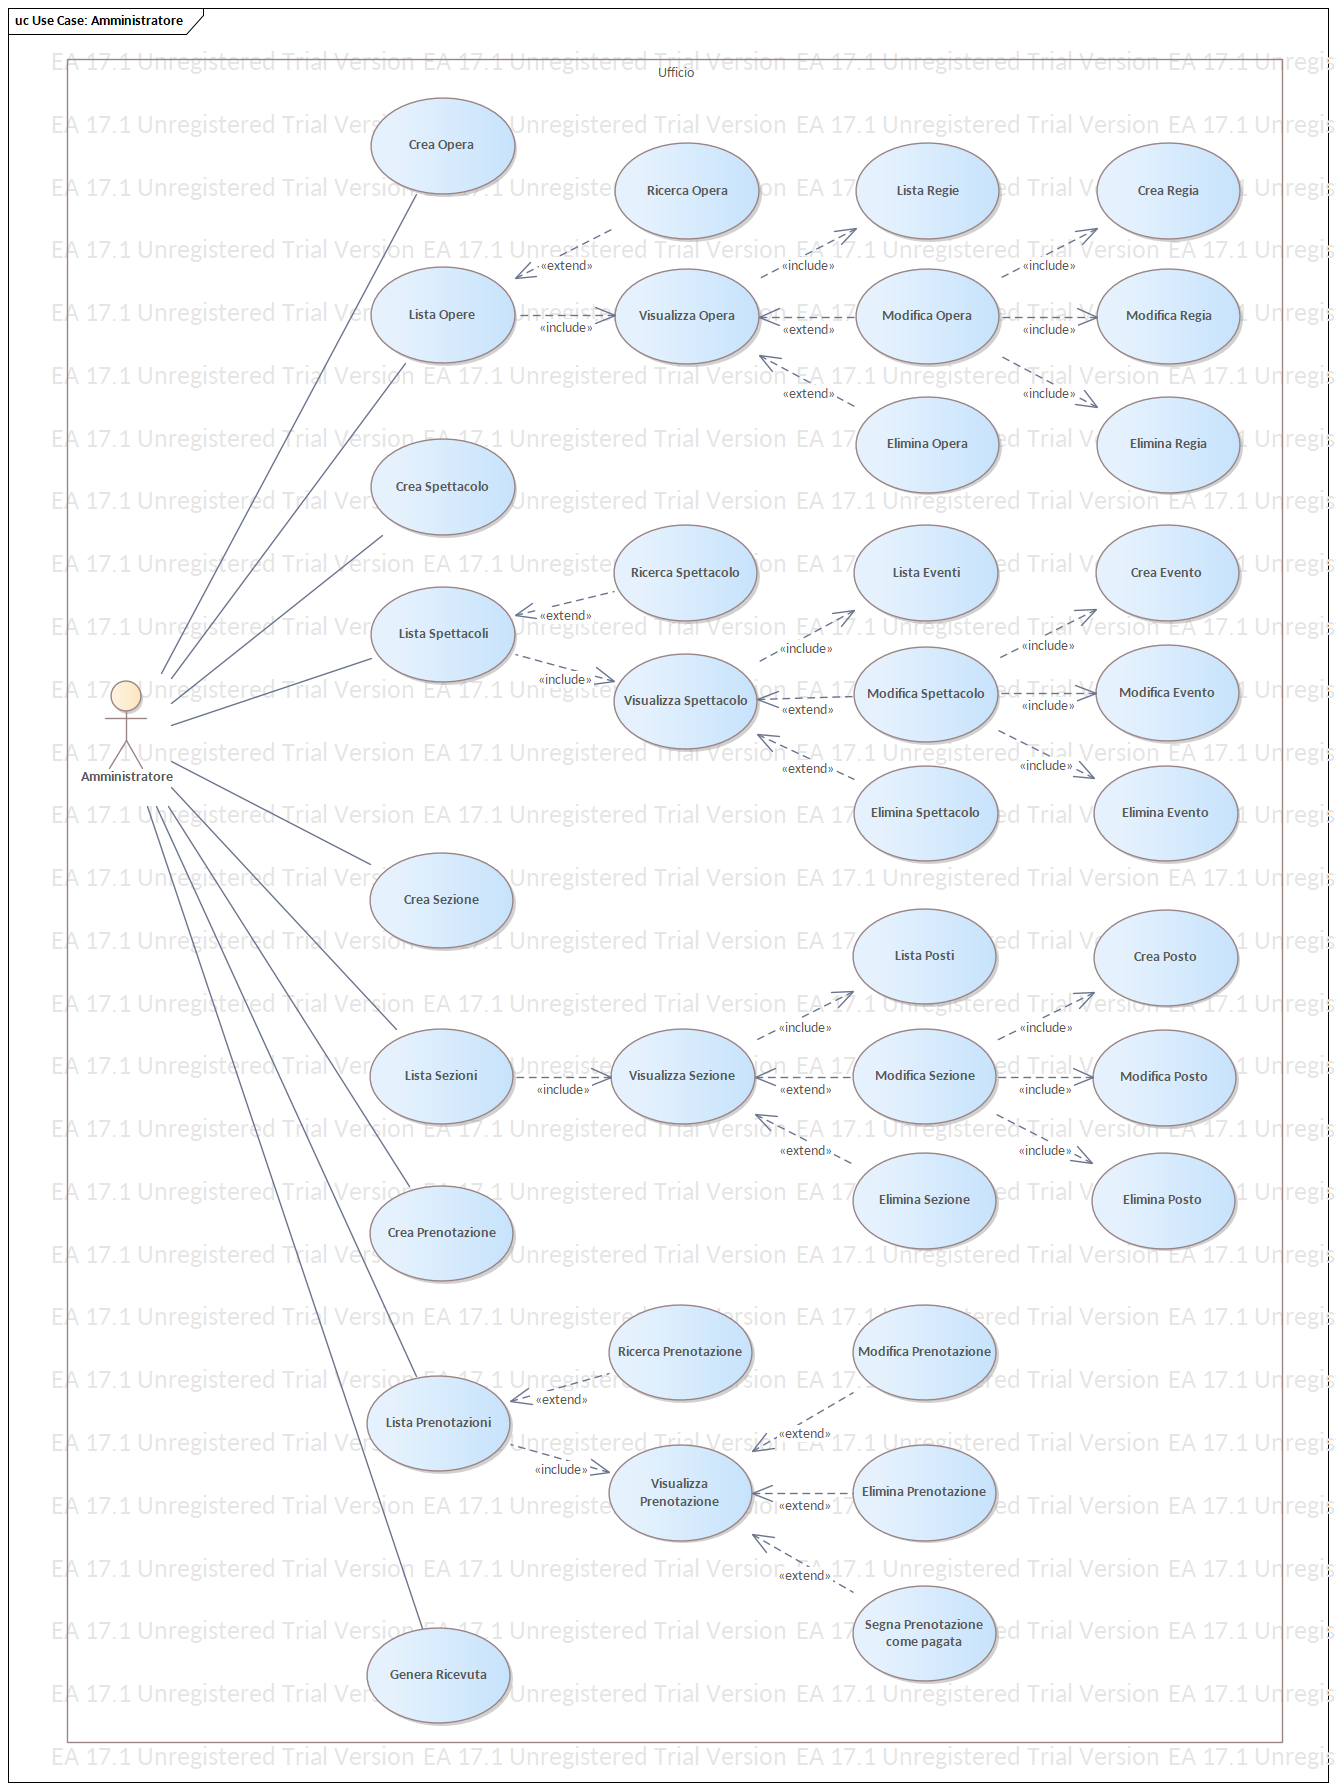 uc Use Case: Amministratore
Ufficio
Crea Opera
Ricerca Opera
Lista Regie
Crea Regia
«extend»
«include»
«include»
Lista Opere
Visualizza Opera
Modifica Opera
Modifica Regia
«include»
«extend»
«include»
«extend»
«include»
Elimina Opera
Elimina Regia
Crea Spettacolo
Ricerca Spettacolo
Lista Eventi
Crea Evento
«extend»
Lista Spettacoli
«include»
«include»
«include»
Visualizza Spettacolo
Modifica Spettacolo
Modifica Evento
«extend»
«include»
«extend»
«include»
Amministratore
Elimina Spettacolo
Elimina Evento
Crea Sezione
Lista Posti
Crea Posto
«include»
«include»
Lista Sezioni
Visualizza Sezione
Modifica Sezione
Modifica Posto
«include»
«extend»
«include»
«extend»
«include»
Elimina Sezione
Elimina Posto
Crea Prenotazione
Ricerca Prenotazione
Modifica Prenotazione
«extend»
Lista Prenotazioni
«extend»
«include»
Visualizza
Prenotazione
Elimina Prenotazione
«extend»
«extend»
Segna Prenotazione
come pagata
Genera Ricevuta
EA 17.1 Unregistered Trial Version EA 17.1 Unregistered Trial Version EA 17.1 Unregistered Trial Version EA 17.1 Unregis